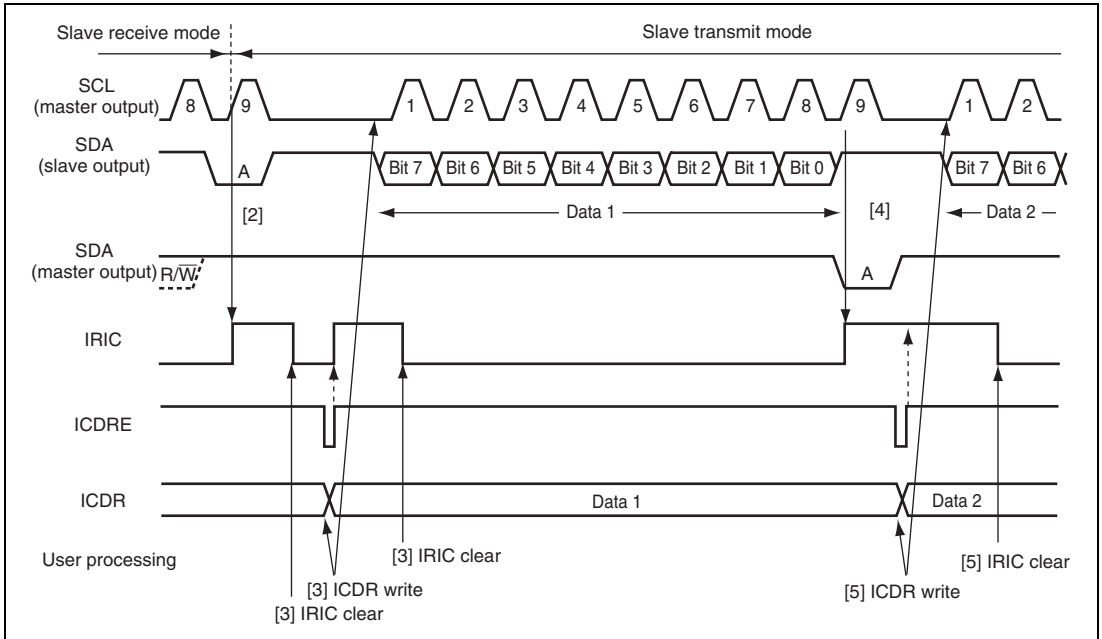 Slave receive mode
Slave transmit mode
SCL
(master output)
8 9 1 2 3 4 5 6 7 8 9 1 2
SDA
(slave output)
A Bit 7 Bit 6 Bit 5 Bit 4 Bit 3 Bit 2 Bit 1 Bit 0 Bit 7 Bit 6
[2] Data 1 [4] Data 2
SDA
(master output) R/W̅
A
IRIC
ICDRE
ICDR
Data 1 Data 2
User processing
[3] IRIC clear
[5] IRIC clear
[3] ICDR write
[5] ICDR write
[3] IRIC clear